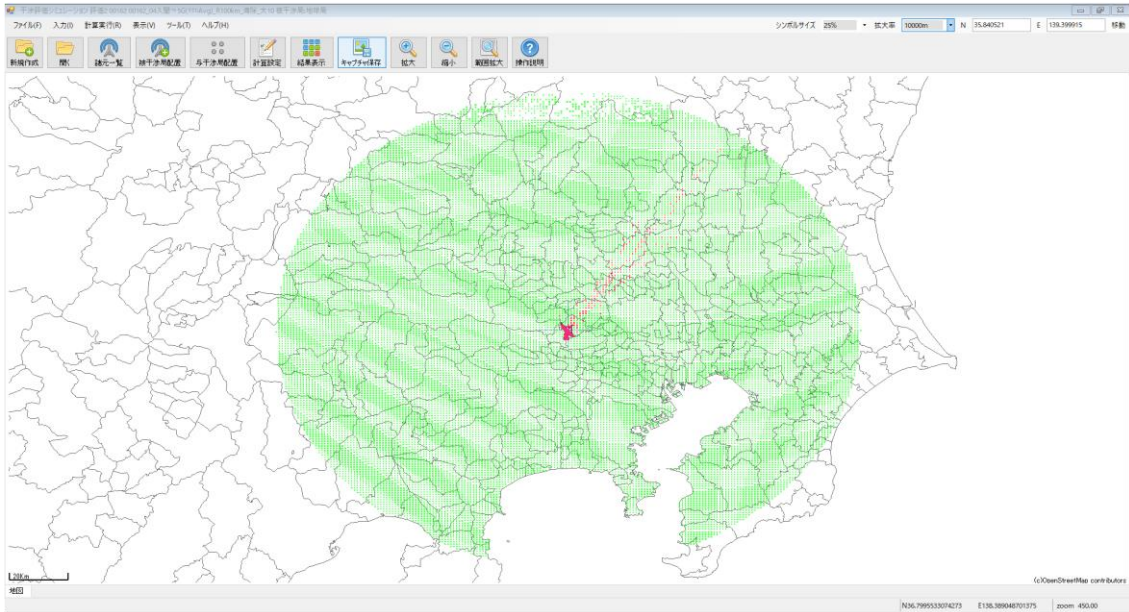 ファイル(F) 入力(I) 計算実行(R) 表示(V) ツール(T) ヘルプ(H) シンボルサイズ 25% 拡大率 10000m N 35.840521 E 139.399915 移動
新規作成 開く 諸元一覧 被干渉局配置 与干渉局配置 計算設定 結果表示 キャプチャ保存 拡大 縮小 範囲拡大 操作説明
20Km
(c)OpenStreetMap contributors
地図
N36.7995533074273 E138.389048701375 zoom 450.00